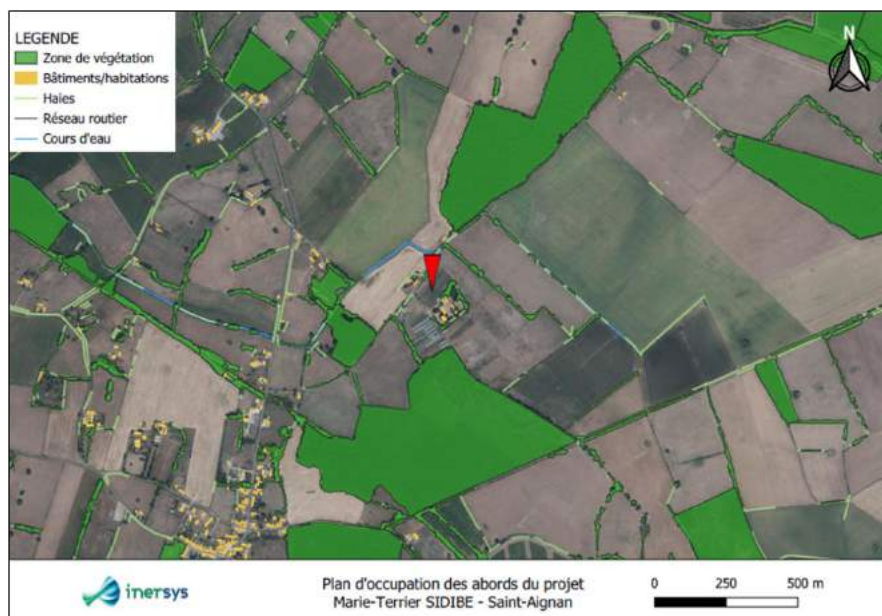 LEGENDE
Zone de végétation
Bâtiments/habitations
Haies
Réseau routier
Cours d'eau
N
inersys
Plan d'occupation des abords du projet
Marie-Terrier SIDIBE - Saint-Aignan
0 250 500 m